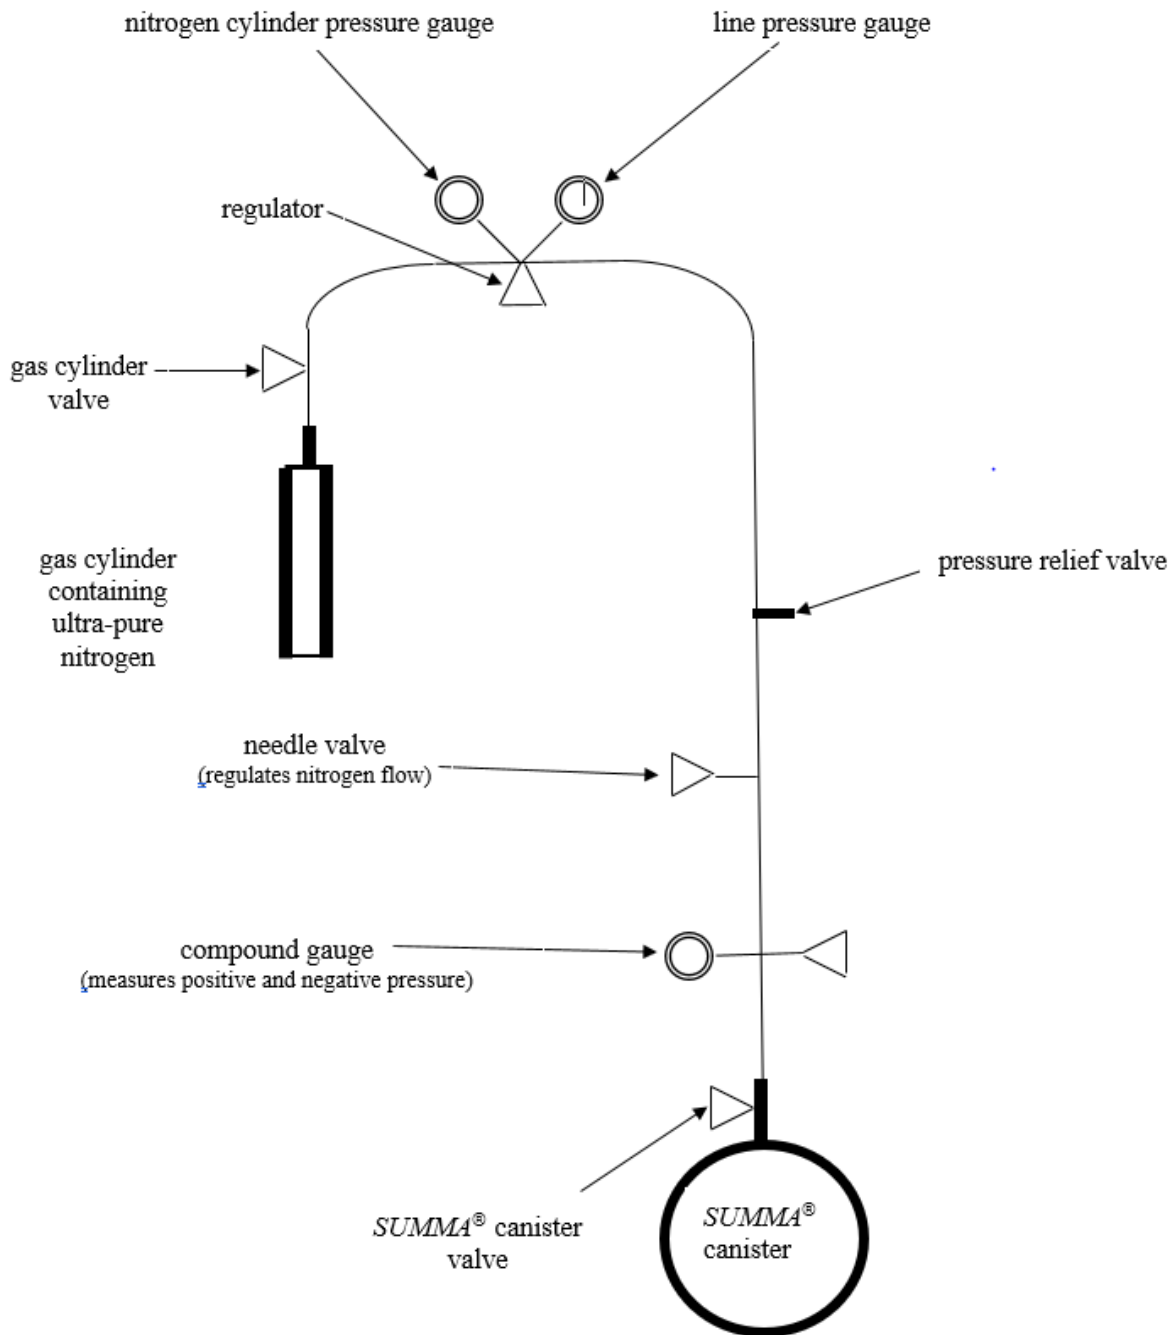 nitrogen cylinder pressure gauge
line pressure gauge
regulator
gas cylinder
valve
gas cylinder
containing
ultra-pure
nitrogen
pressure relief valve
needle valve
(regulates nitrogen flow)
compound gauge
(measures positive and negative pressure)
SUMMA® canister
valve
SUMMA®
canister